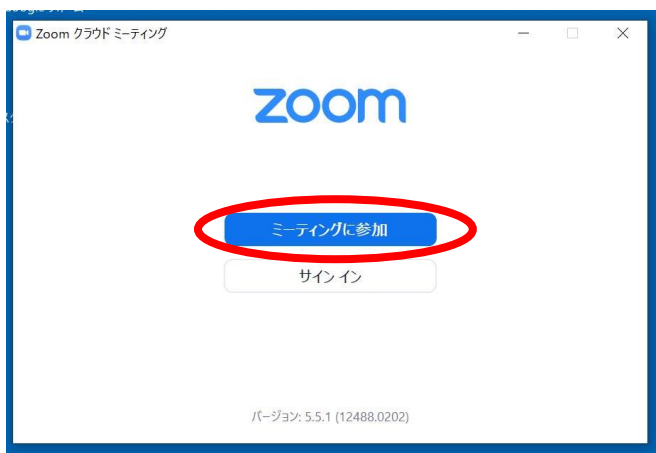 Zoom クラウド ミーティング
zoom
ミーティングに参加
サイン イン
バージョン: 5.5.1 (12488.0202)